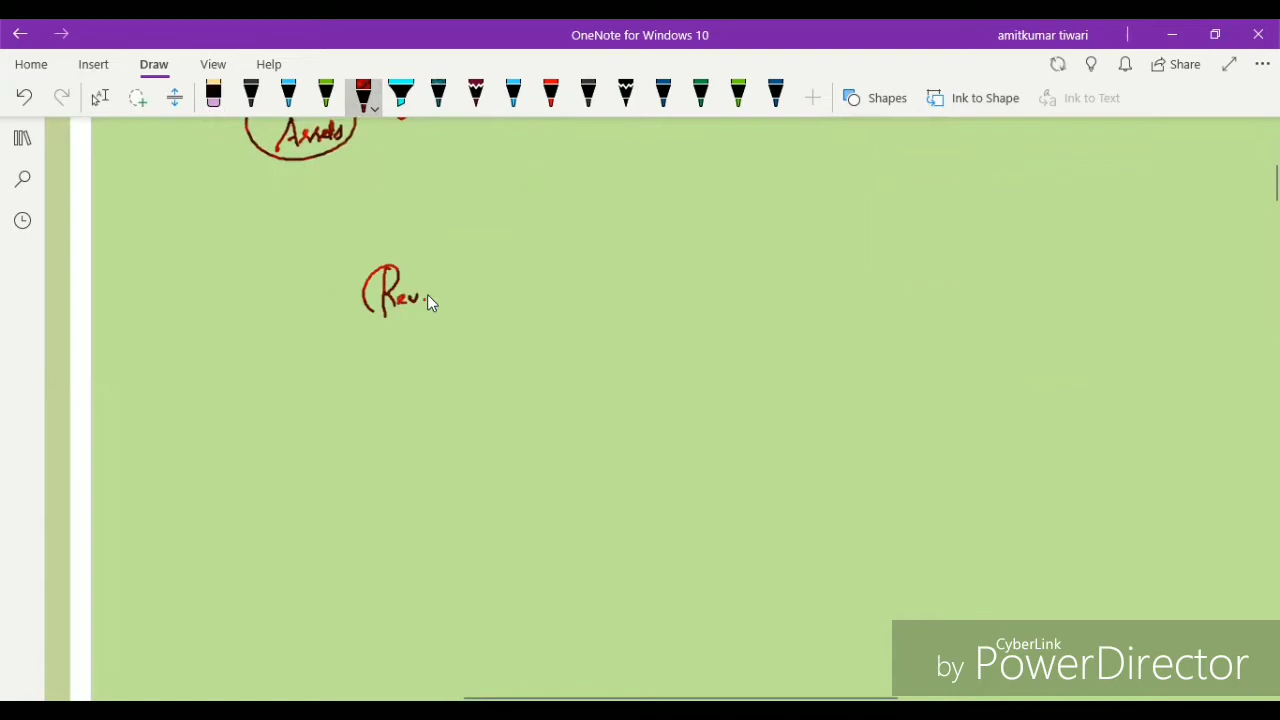 OneNote for Windows 10
amitkumar tiwari
Home Insert Draw View Help
Share
Shapes
Ink to Shape
Ink to Text
Assets
(Rev.
CyberLink
by PowerDirector